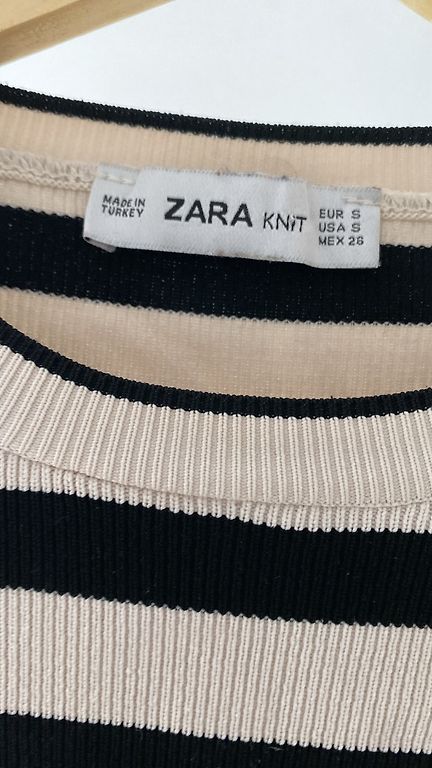 MADE IN
TURKEY
ZARA KNiT
EUR S
USA S
MEX 26